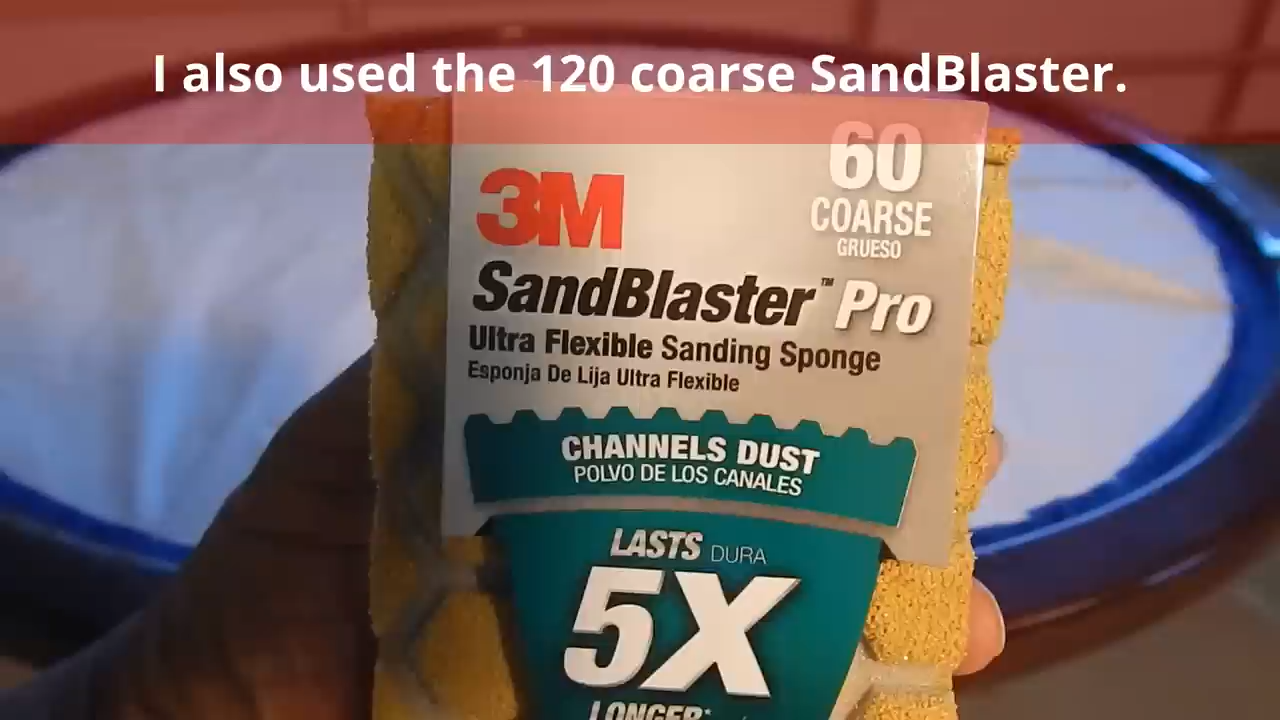 I also used the 120 coarse SandBlaster.
60
COARSE
GRUESO
3M
SandBlaster™ Pro
Ultra Flexible Sanding Sponge
Esponja De Lija Ultra Flexible
CHANNELS DUST
POLVO DE LOS CANALES
LASTS DURA
5X
LONGER*